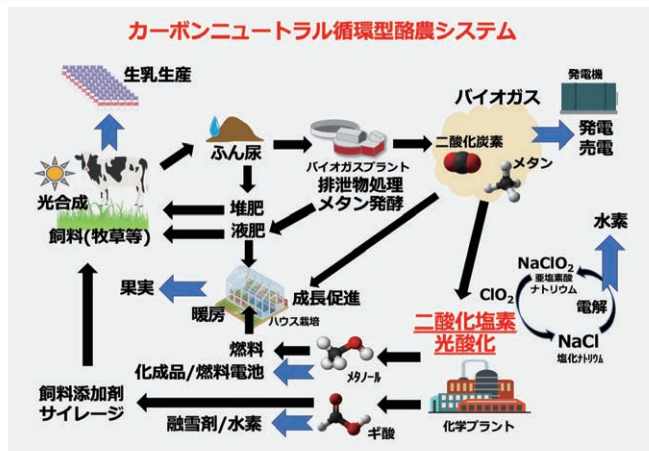 カーボンニュートラル循環型酪農システム
生乳生産
発電機
バイオガス
発電
売電
二酸化炭素
メタン
ふん尿
バイオガスプラント
排泄物処理
メタン発酵
光合成
飼料(牧草等)
堆肥
液肥
水素
NaClO₂
亜塩素酸
ナトリウム
ClO₂
電解
NaCl
塩化ナトリウム
果実
暖房
成長促進
ハウス栽培
二酸化塩素
光酸化
燃料
化成品/燃料電池
メタノール
飼料添加剤
サイレージ
融雪剤/水素
ギ酸
化学プラント